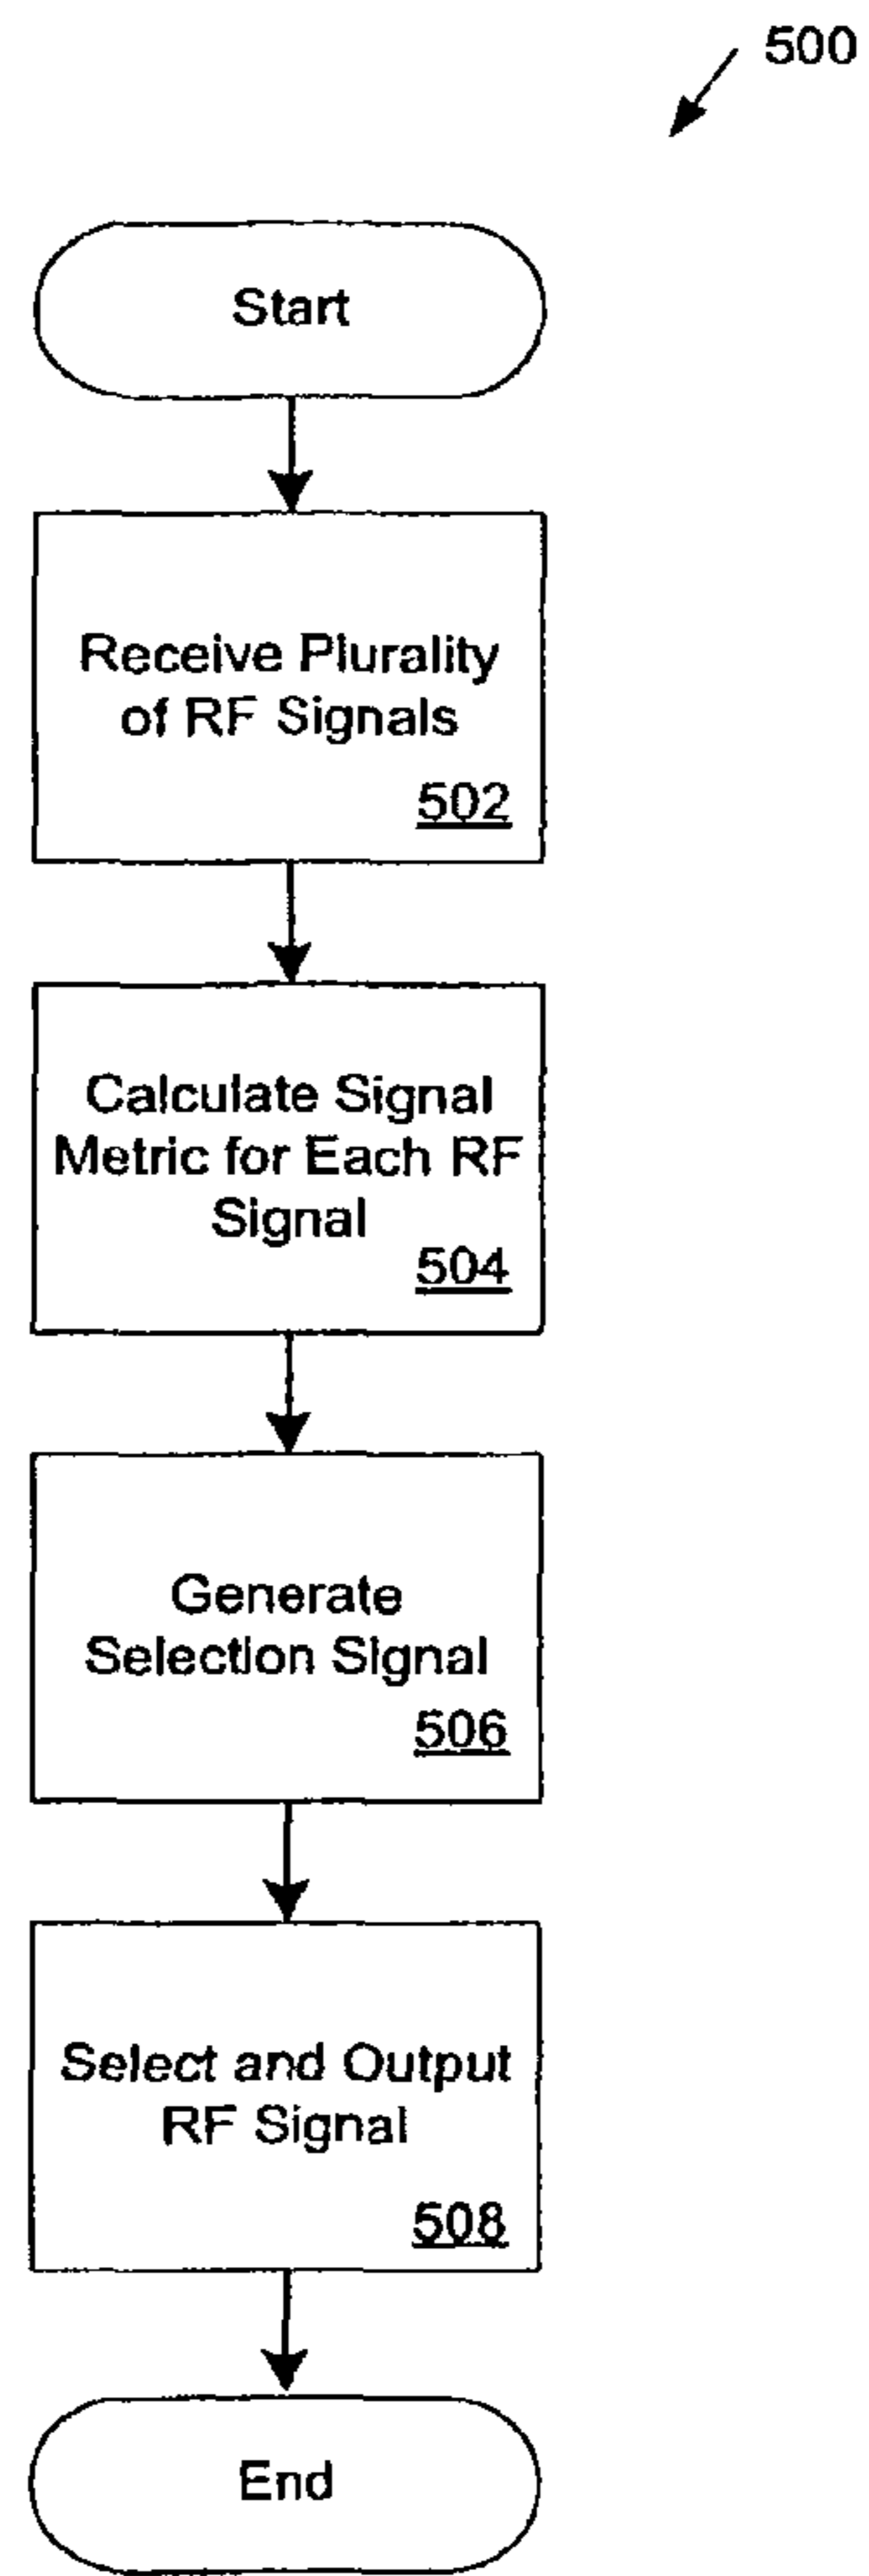 500
Start
Receive Plurality
of RF Signals
502
Calculate Signal
Metric for Each RF
Signal
504
Generate
Selection Signal
506
Select and Output
RF Signal
508
End